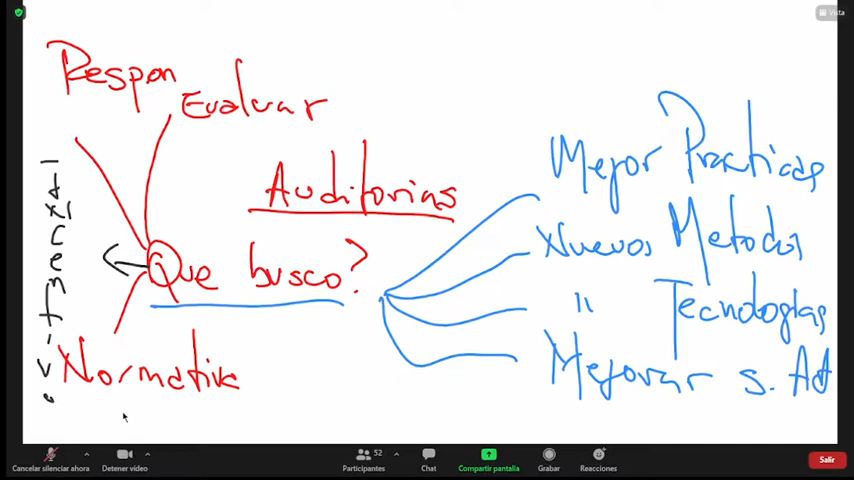 Vista
Respon
Evaluar
Auditorias
Que busco?
Normativa
Mejor Practicas
Nuevos Metodos
" Tecnologias
Mejorar s. Ad
Cancelar silenciar ahora
Detener vídeo
52
Participantes
Chat
Compartir pantalla
Grabar
Reacciones
Salir